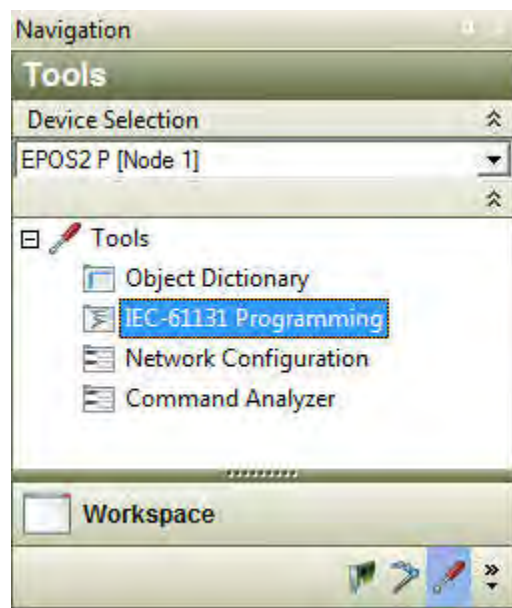 Navigation
Tools
Device Selection
EPOS2 P [Node 1]
Tools
Object Dictionary
IEC-61131 Programming
Network Configuration
Command Analyzer
Workspace